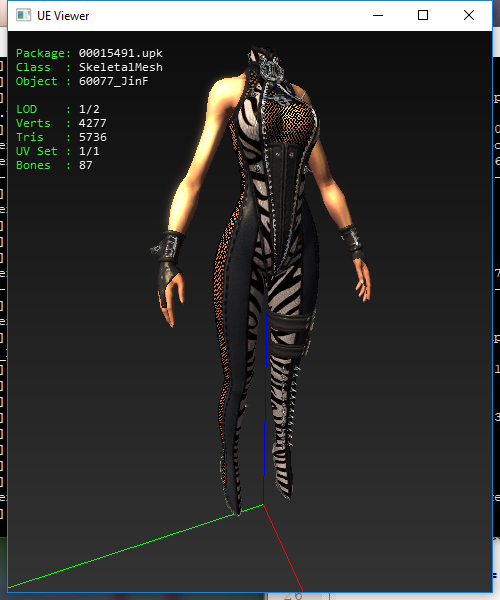 UE Viewer
Package: 00015491.upk
Class : SkeletalMesh
Object : 60077_JinF
LOD : 1/2
Verts : 4277
Tris : 5736
UV Set : 1/1
Bones : 87